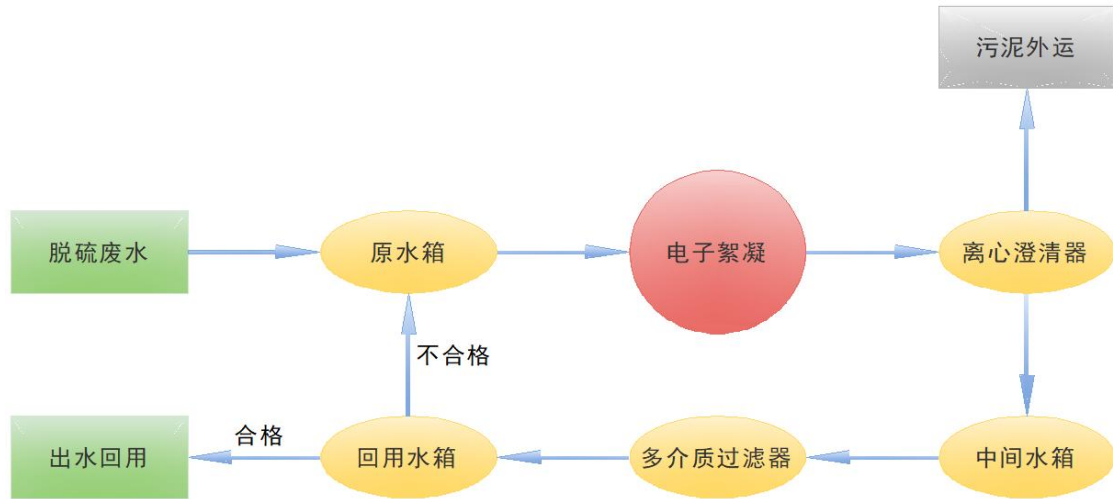 污泥外运
脱硫废水
原水箱
电子絮凝
离心澄清器
不合格
合格
出水回用
回用水箱
多介质过滤器
中间水箱